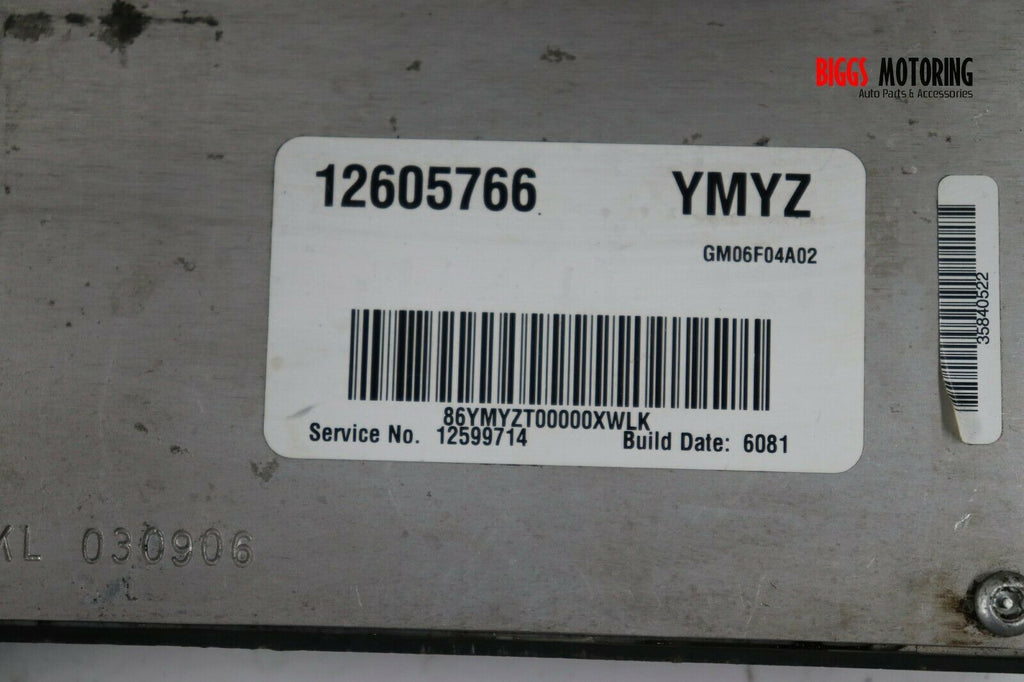 BIGGS MOTORING
Auto Parts & Accessories
12605766 YMYZ
GM06F04A02
86YMYZT00000XWLK
Service No. 12599714 Build Date: 6081
35840522
KL 030906